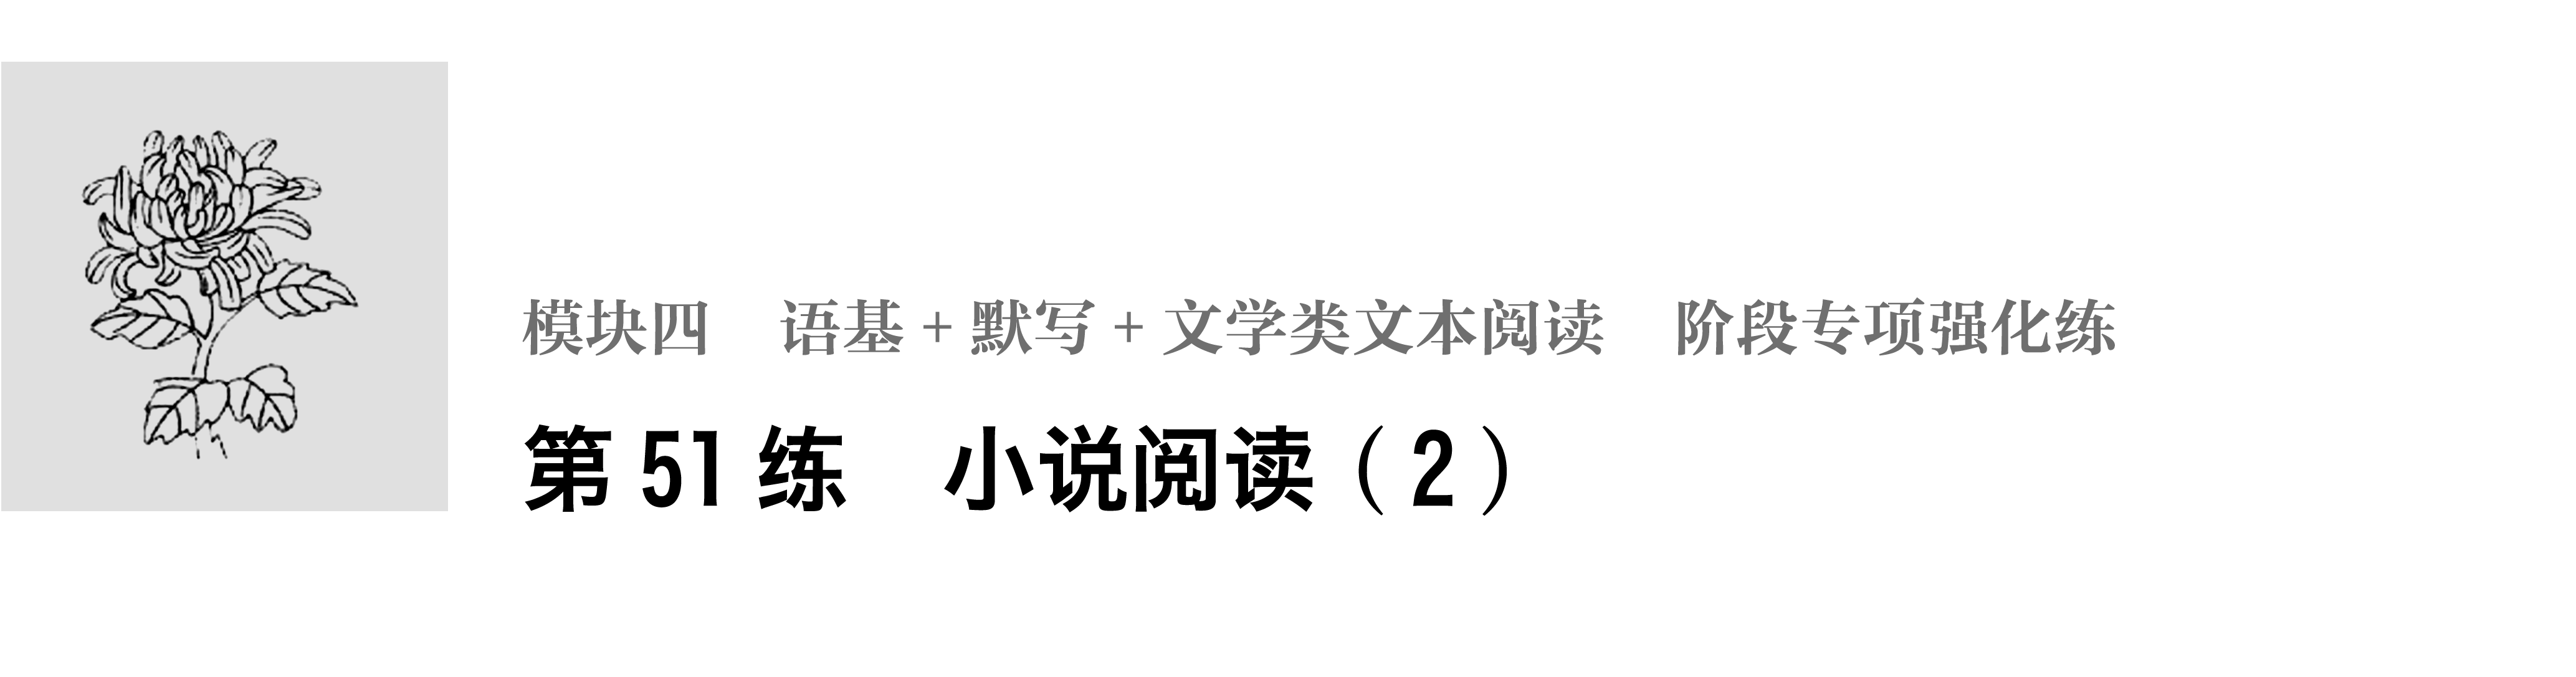 模块四　语基 + 默写 + 文学类文本阅读　阶段专项强化练
第 51 练　小说阅读（2）